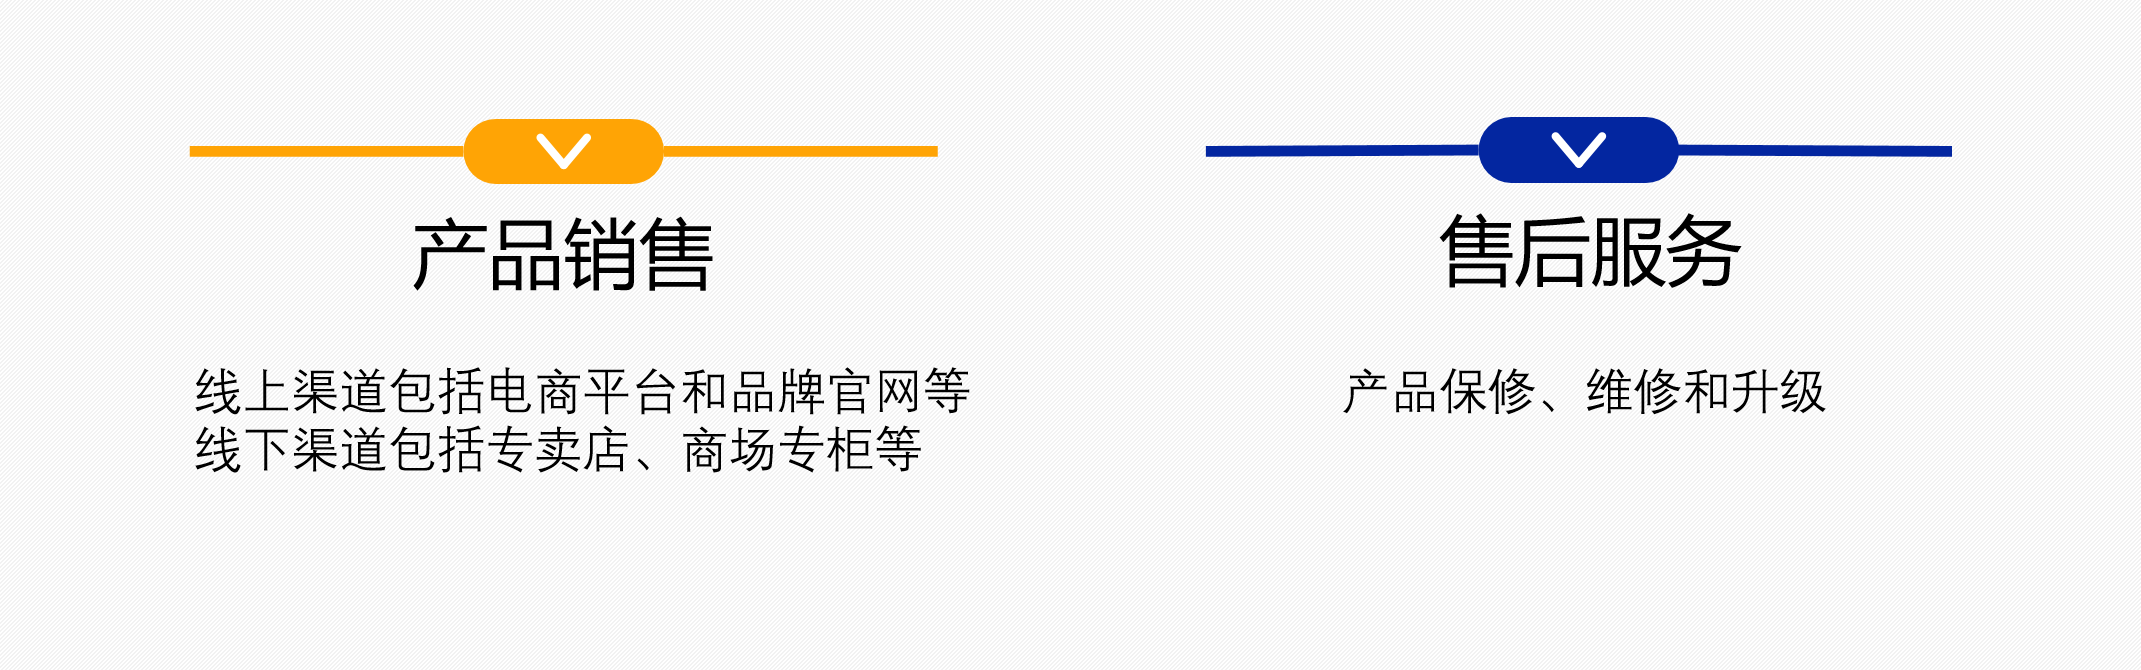 产品销售
线上渠道包括电商平台和品牌官网等
线下渠道包括专卖店、商场专柜等
售后服务
产品保修、维修和升级